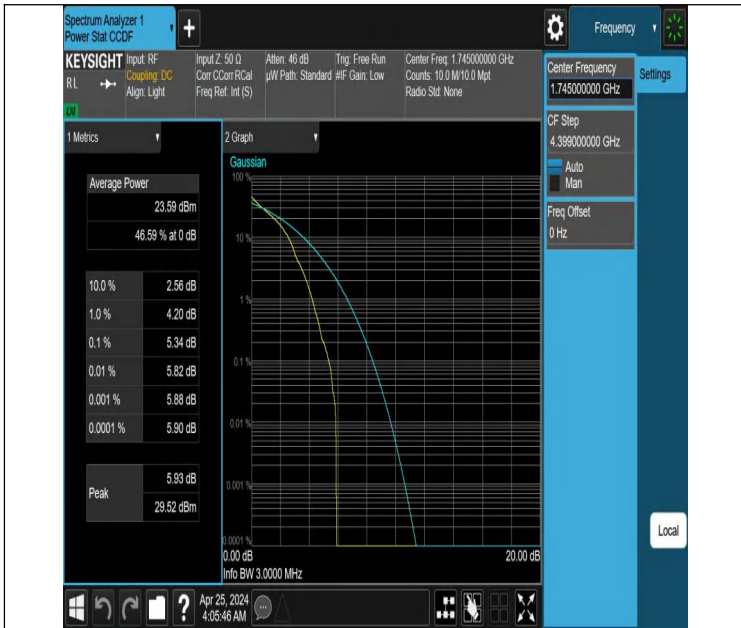 Spectrum Analyzer 1
Power Stat CCDF
+
Frequency
KEYSIGHT
RL
Input: RF
Coupling: DC
Align: Light
Input Z: 50 Ω
Corr CCorr RCal
Freq Ref: Int (S)
Atten: 46 dB
µW Path: Standard
Trig: Free Run
#IF Gain: Low
Center Freq: 1.745000000 GHz
Counts: 10.0 M/10.0 Mpt
Radio Std: None
Center Frequency
1.745000000 GHz
Settings
CF Step
4.399000000 GHz
Auto
Man
Freq Offset
0 Hz
1 Metrics
Average Power
23.59 dBm
46.59 % at 0 dB
10.0 % 2.56 dB
1.0 % 4.20 dB
0.1 % 5.34 dB
0.01 % 5.82 dB
0.001 % 5.88 dB
0.0001 % 5.90 dB
Peak
5.93 dB
29.52 dBm
2 Graph
Gaussian
100 %
10 %
1 %
0.1 %
0.01 %
0.001 %
0.0001 %
0.00 dB 20.00 dB
Info BW 3.0000 MHz
Local
?
Apr 25, 2024
4:05:46 AM